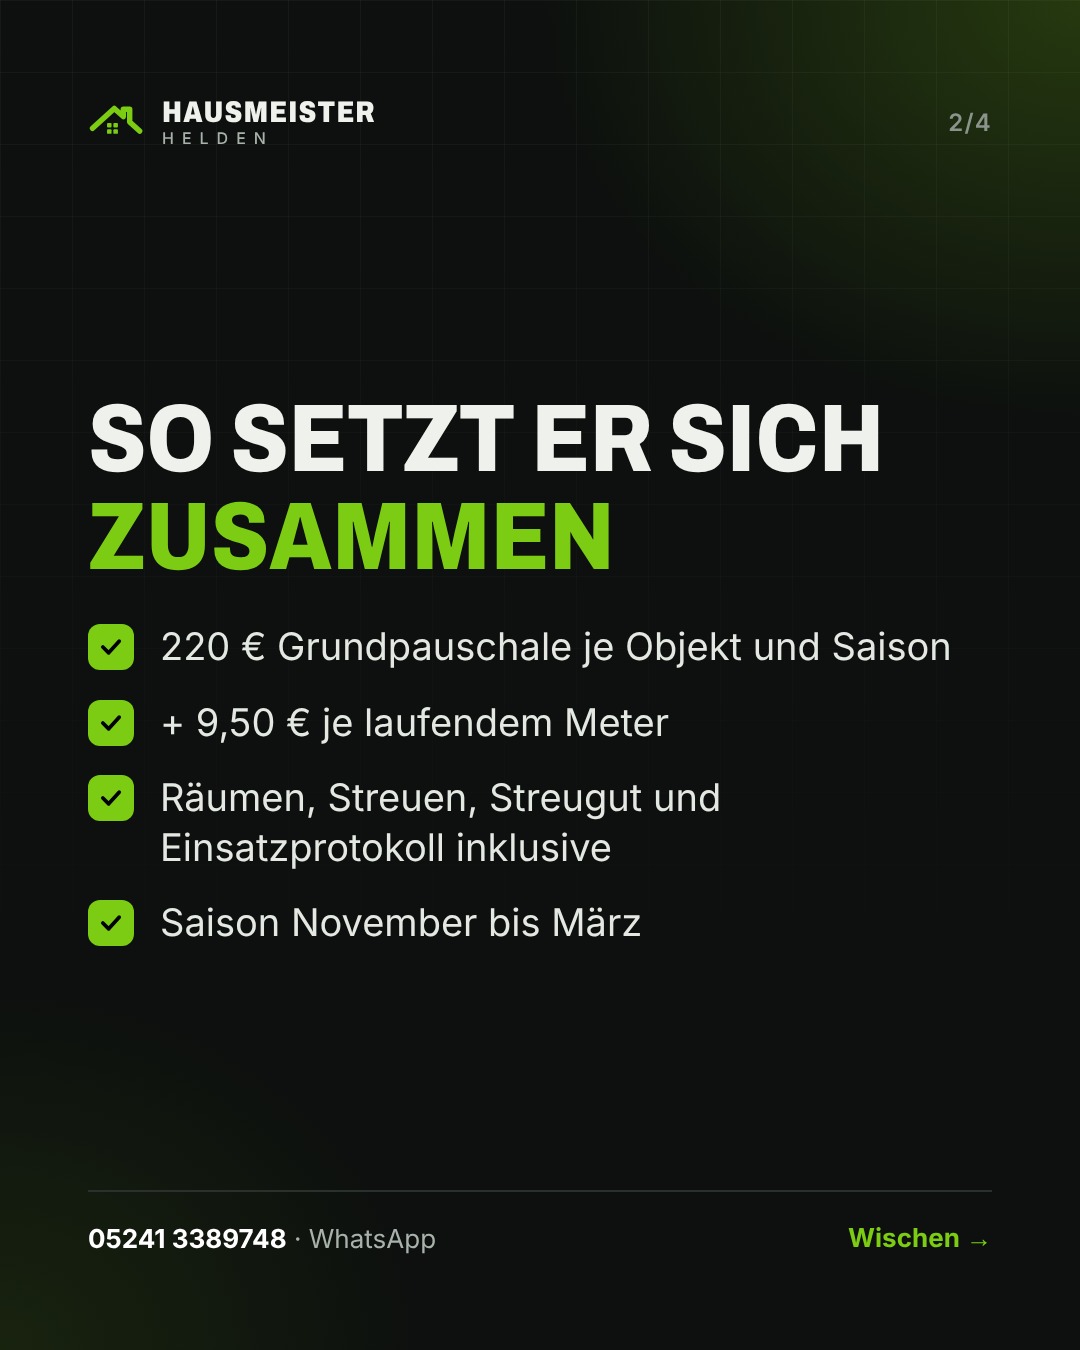 HAUSMEISTER
HELDEN
2/4
SO SETZT ER SICH
ZUSAMMEN
220 € Grundpauschale je Objekt und Saison
+ 9,50 € je laufendem Meter
Räumen, Streuen, Streugut und
Einsatzprotokoll inklusive
Saison November bis März
05241 3389748 · WhatsApp
Wischen →